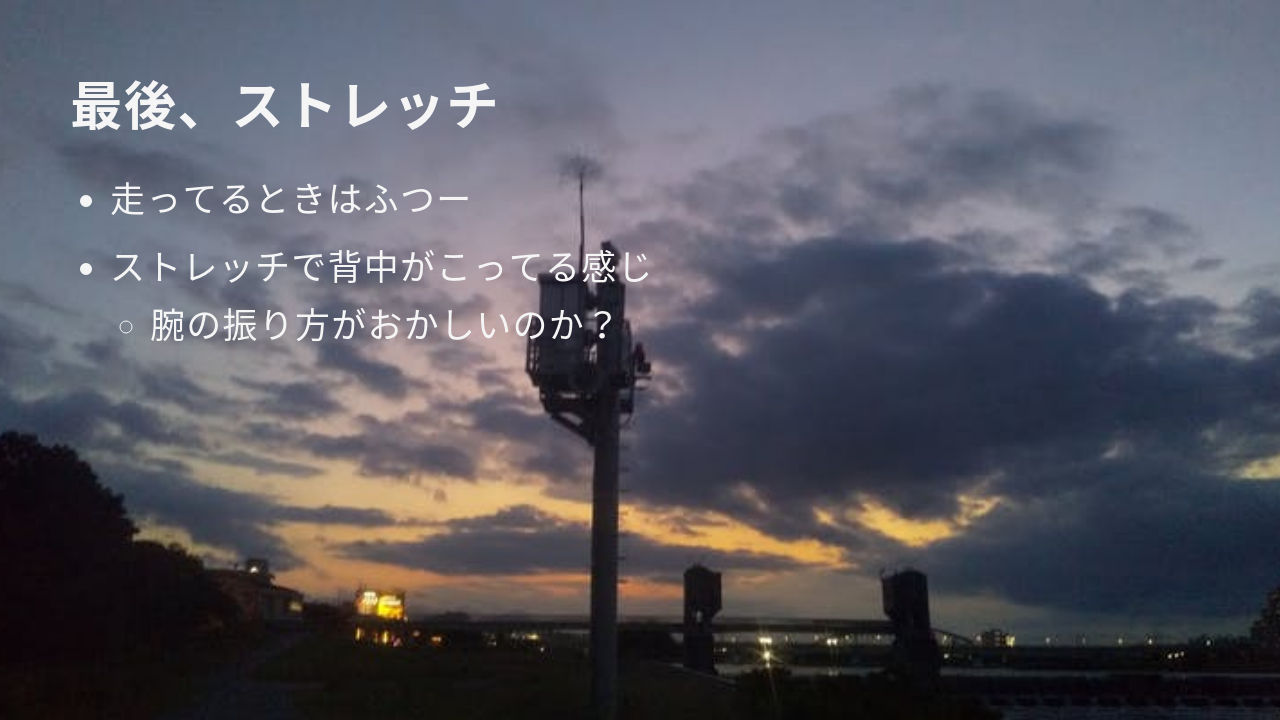 最後、ストレッチ
走ってるときはふつー
ストレッチで背中がこってる感じ
腕の振り方がおかしいのか？